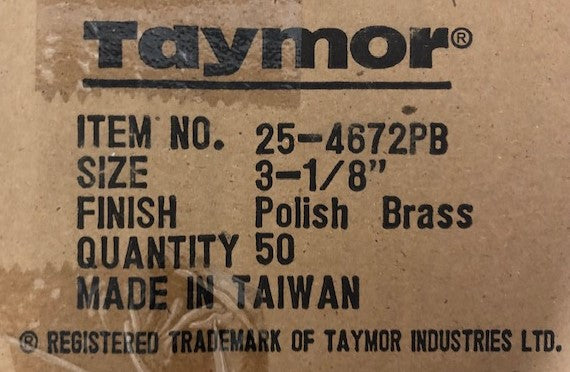 Taymor®
ITEM NO. 25-4672PB
SIZE 3-1/8"
FINISH Polish Brass
QUANTITY 50
MADE IN TAIWAN
® REGISTERED TRADEMARK OF TAYMOR INDUSTRIES LTD.